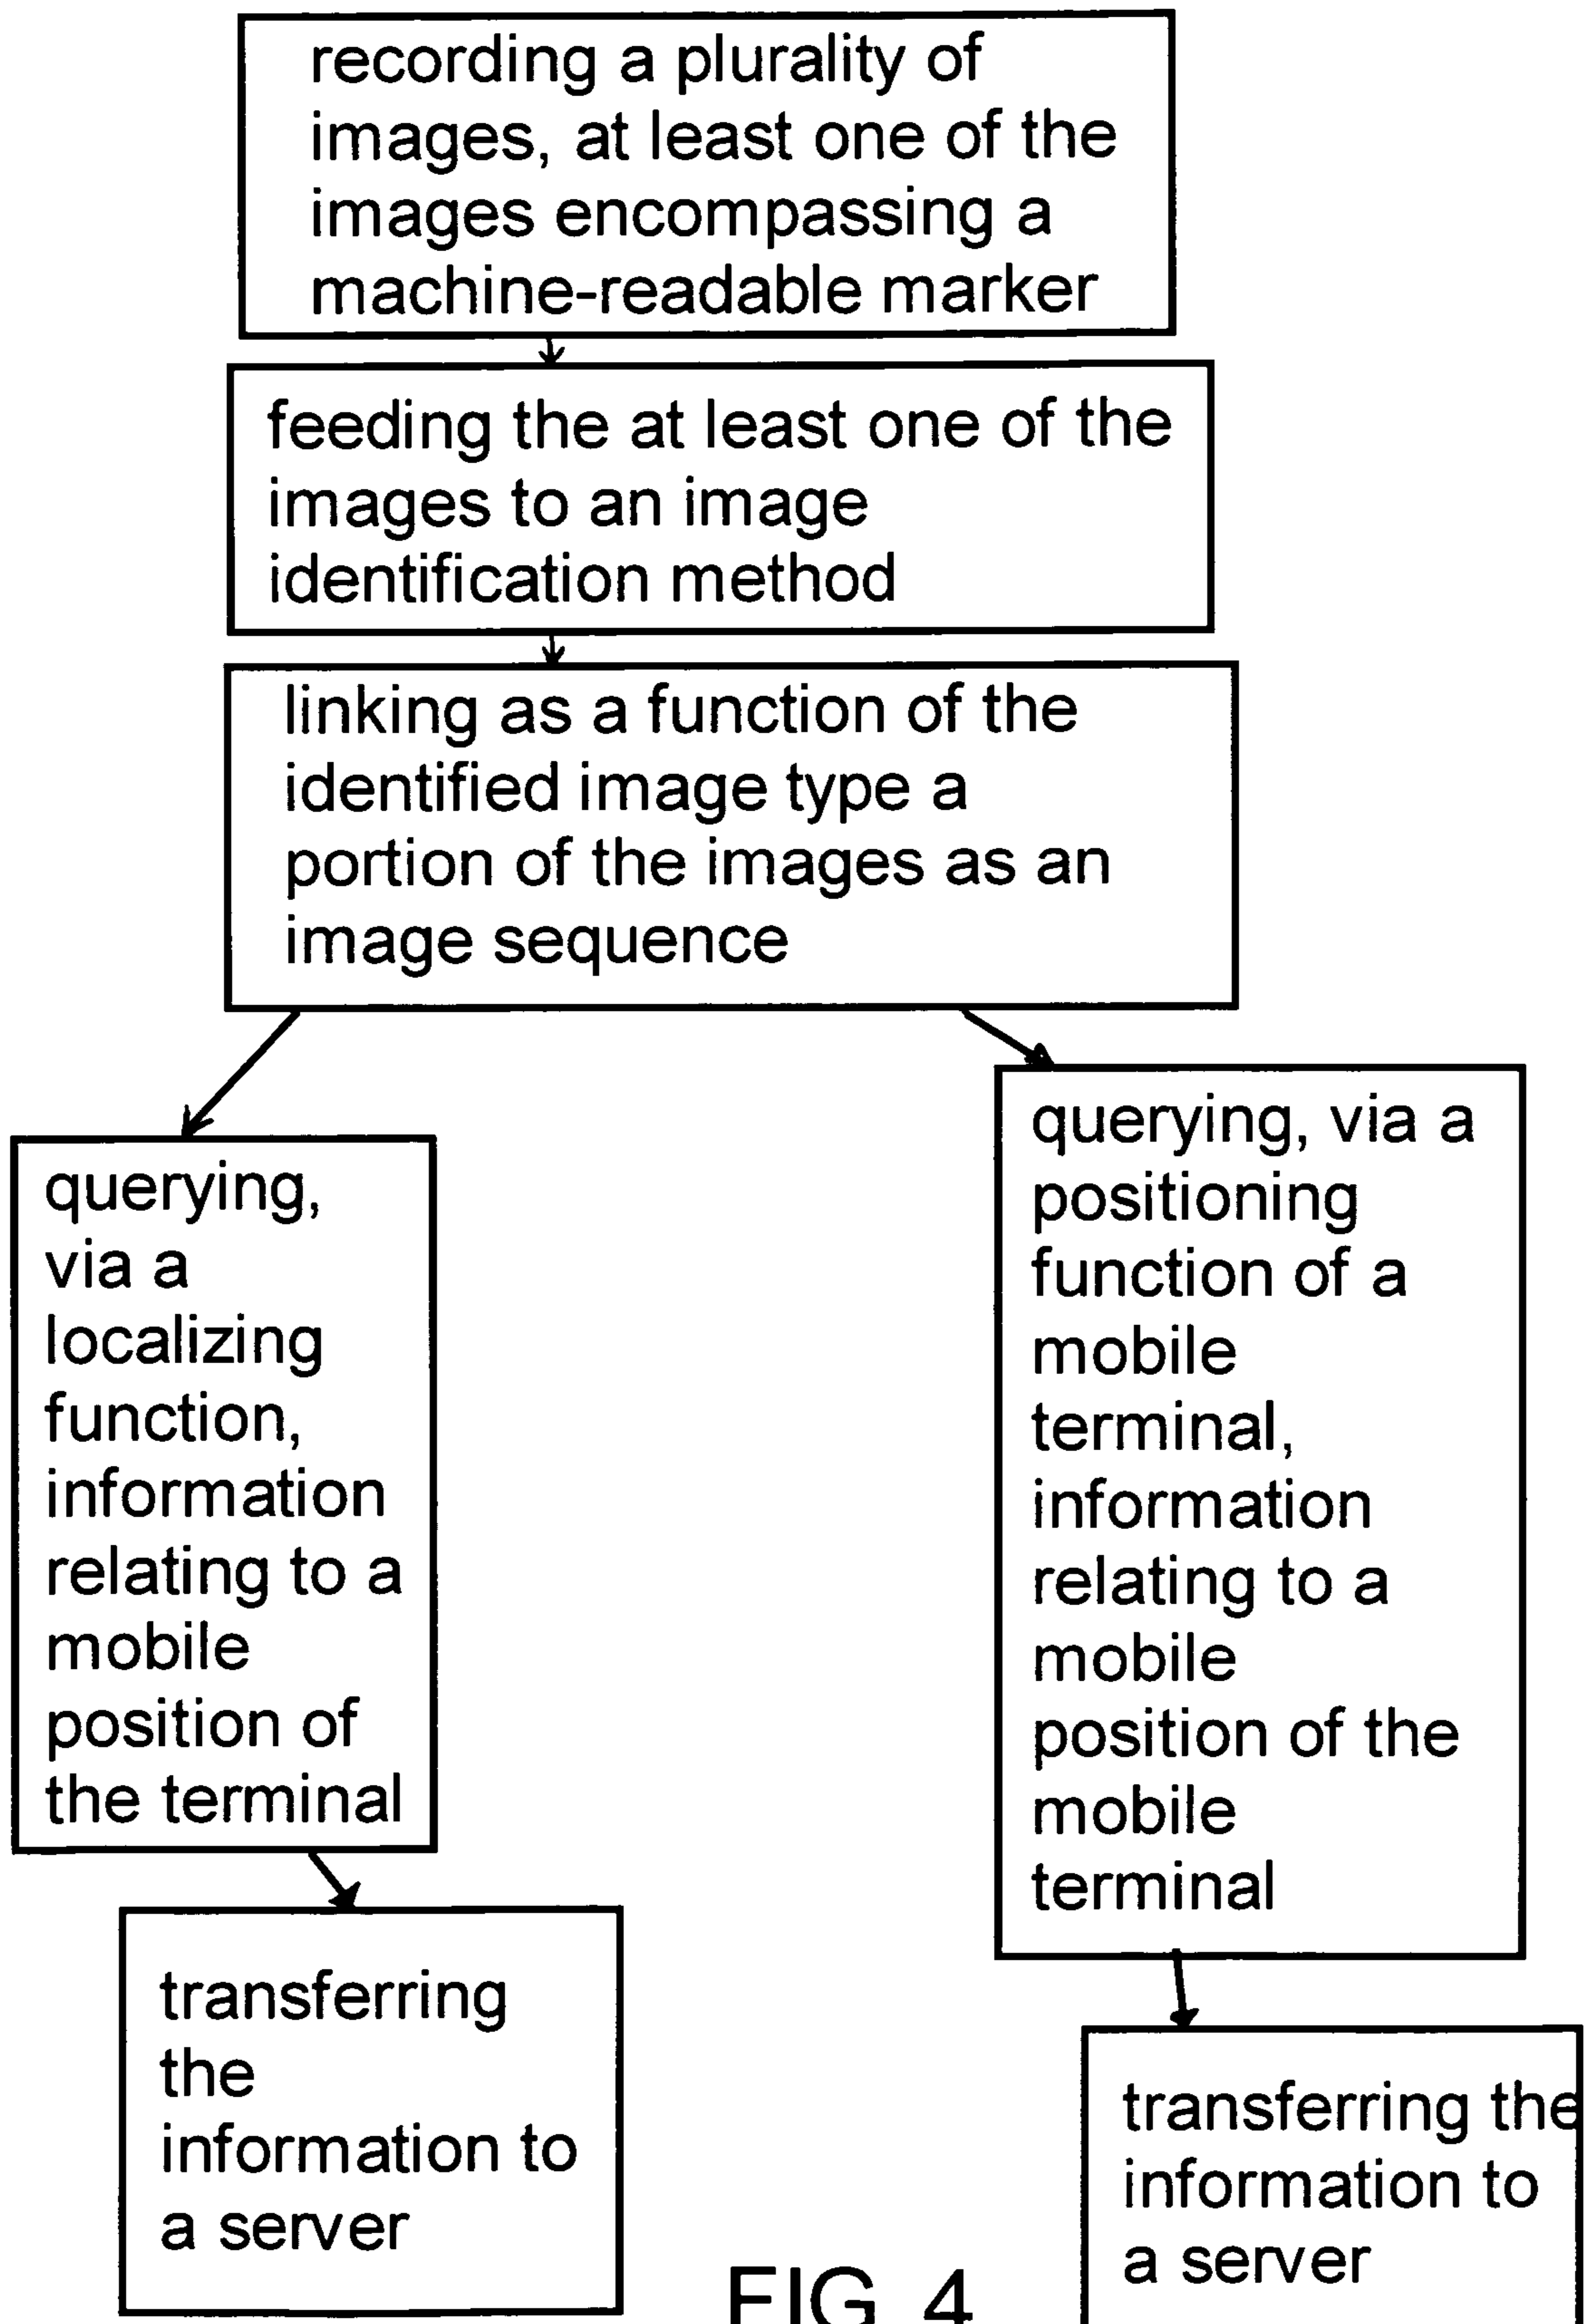 recording a plurality of
images, at least one of the
images encompassing a
machine-readable marker
feeding the at least one of the
images to an image
identification method
linking as a function of the
identified image type a
portion of the images as an
image sequence
querying,
via a
localizing
function,
information
relating to a
mobile
position of
the terminal
transferring
the
information to
a server
querying, via a
positioning
function of a
mobile
terminal,
information
relating to a
mobile
position of the
mobile
terminal
transferring the
information to
a server
FIG 4